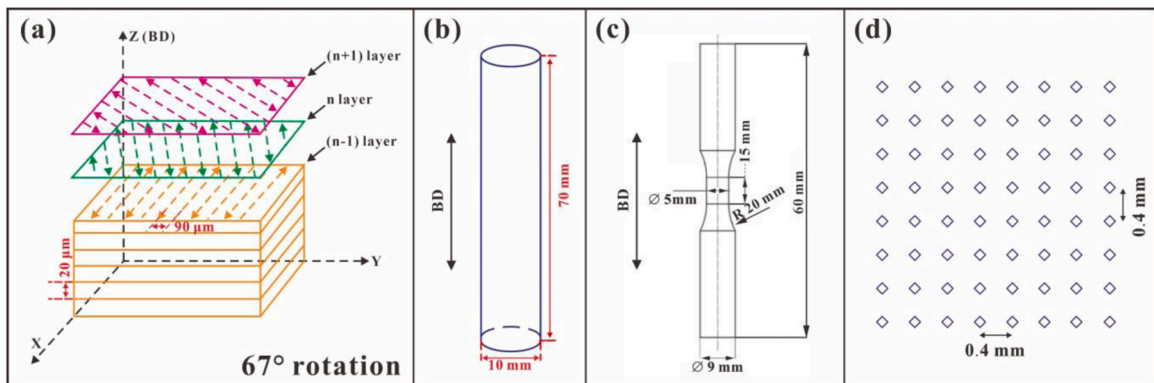 (a)
Z (BD)
(n+1) layer
n layer
(n-1) layer
90 μm
20 μm
Y
X
67° rotation
(b)
BD
70 mm
10 mm
(c)
BD
15 mm
Ø 5mm
R 20 mm
60 mm
Ø 9 mm
(d)
0.4 mm
0.4 mm